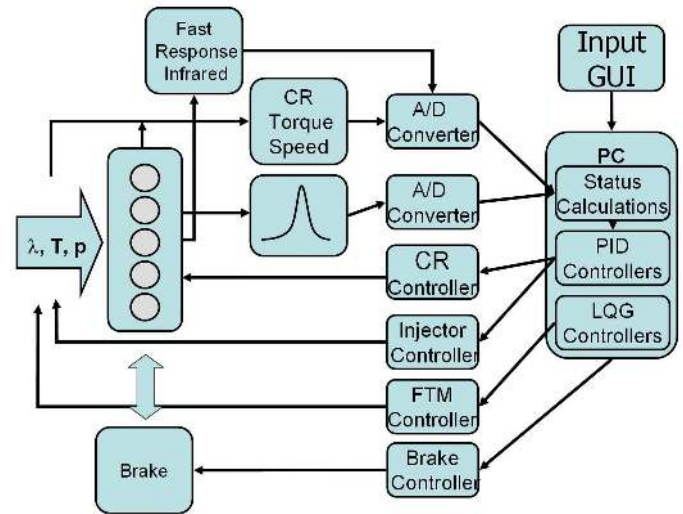 Fast
Response
Infrared
Input
GUI
CR
Torque
Speed
A/D
Converter
PC
Status
Calculations
A/D
Converter
λ, T, p
CR
Controller
PID
Controllers
LQG
Controllers
Injector
Controller
FTM
Controller
Brake
Brake
Controller